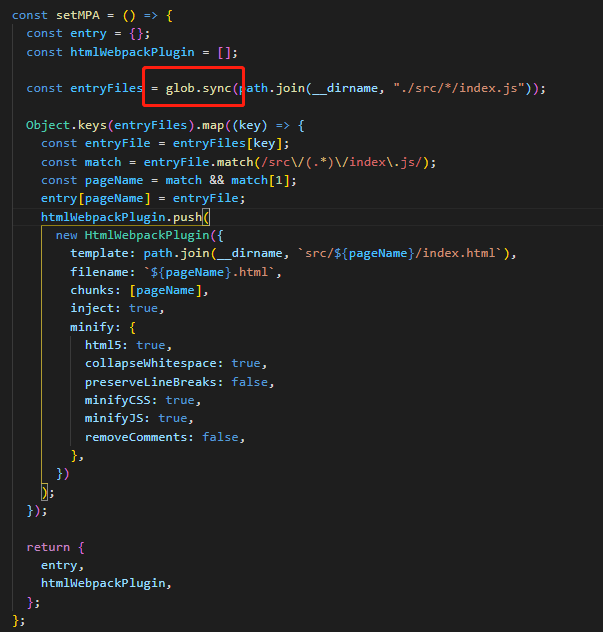 const setMPA = () => {
  const entry = {};
  const htmlWebpackPlugin = [];

  const entryFiles = glob.sync(path.join(__dirname, "./src/*/index.js"));

  Object.keys(entryFiles).map((key) => {
    const entryFile = entryFiles[key];
    const match = entryFile.match(/src\/(.*)\/index\.js/);
    const pageName = match && match[1];
    entry[pageName] = entryFile;
    htmlWebpackPlugin.push(
      new HtmlWebpackPlugin({
        template: path.join(__dirname, `src/${pageName}/index.html`),
        filename: `${pageName}.html`,
        chunks: [pageName],
        inject: true,
        minify: {
          html5: true,
          collapseWhitespace: true,
          preserveLineBreaks: false,
          minifyCSS: true,
          minifyJS: true,
          removeComments: false,
        },
      })
    );
  });

  return {
    entry,
    htmlWebpackPlugin,
  };
};